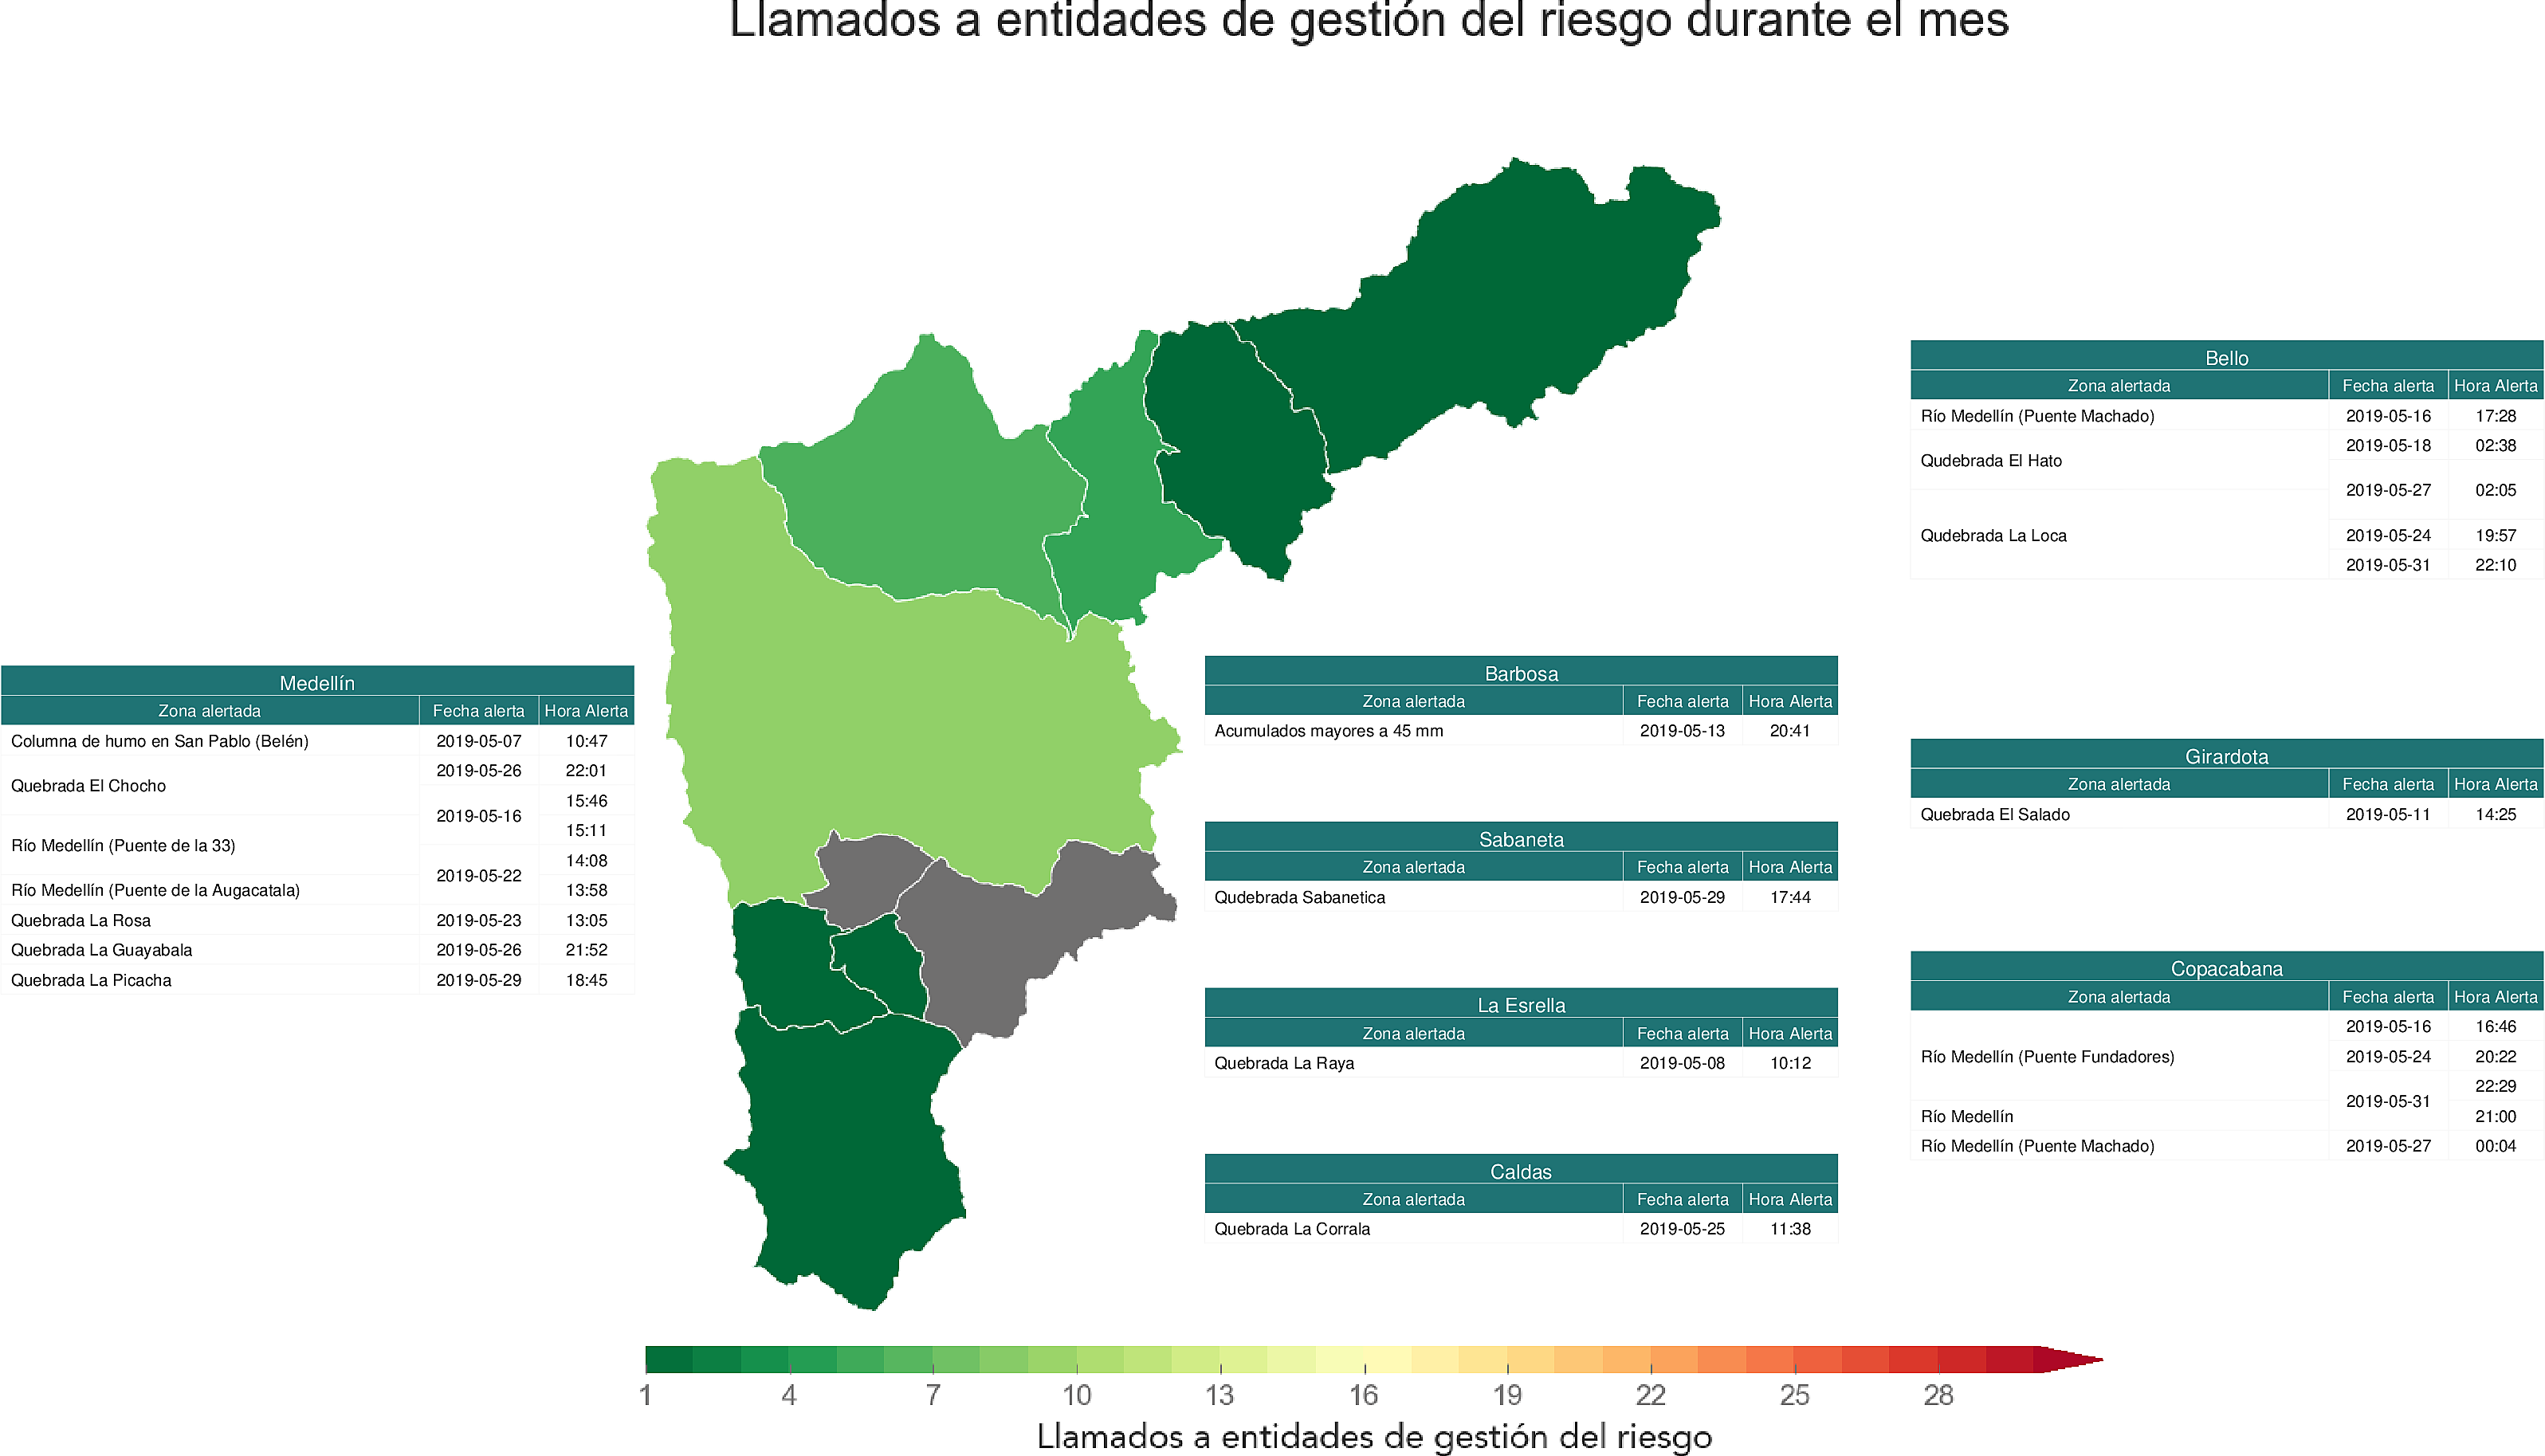 Llamados a entidades de gestión del riesgo durante el mes
Medellín
Zona alertada Fecha alerta Hora Alerta
Columna de humo en San Pablo (Belén) 2019-05-07 10:47
2019-05-26 22:01
Quebrada El Chocho
15:46
2019-05-16
15:11
Río Medellín (Puente de la 33)
14:08
2019-05-22
Río Medellín (Puente de la Augacatala) 13:58
Quebrada La Rosa 2019-05-23 13:05
Quebrada La Guayabala 2019-05-26 21:52
Quebrada La Picacha 2019-05-29 18:45
Barbosa
Zona alertada Fecha alerta Hora Alerta
Acumulados mayores a 45 mm 2019-05-13 20:41
Sabaneta
Zona alertada Fecha alerta Hora Alerta
Qudebrada Sabanetica 2019-05-29 17:44
La Esrella
Zona alertada Fecha alerta Hora Alerta
Quebrada La Raya 2019-05-08 10:12
Caldas
Zona alertada Fecha alerta Hora Alerta
Quebrada La Corrala 2019-05-25 11:38
Bello
Zona alertada Fecha alerta Hora Alerta
Río Medellín (Puente Machado) 2019-05-16 17:28
2019-05-18 02:38
Qudebrada El Hato
2019-05-27 02:05
Qudebrada La Loca 2019-05-24 19:57
2019-05-31 22:10
Girardota
Zona alertada Fecha alerta Hora Alerta
Quebrada El Salado 2019-05-11 14:25
Copacabana
Zona alertada Fecha alerta Hora Alerta
2019-05-16 16:46
Río Medellín (Puente Fundadores) 2019-05-24 20:22
22:29
2019-05-31
Río Medellín 21:00
Río Medellín (Puente Machado) 2019-05-27 00:04
1 4 7 10 13 16 19 22 25 28
Llamados a entidades de gestión del riesgo